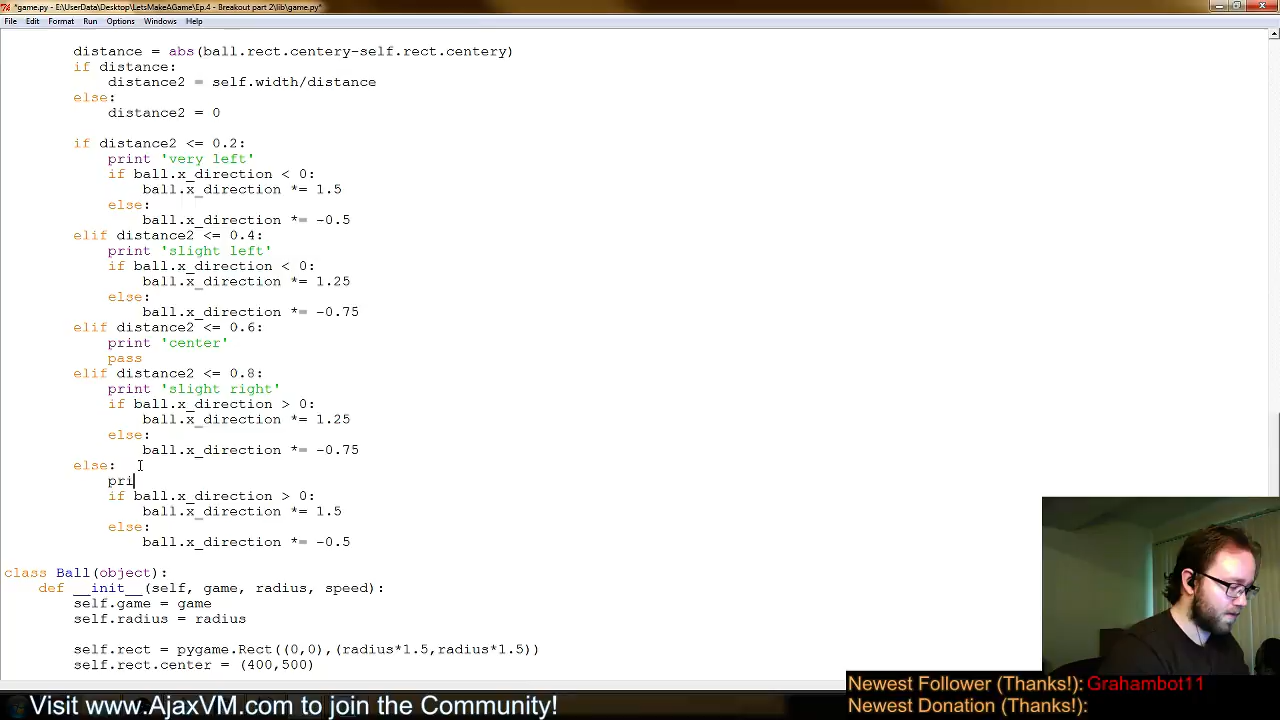 *game.py - E:\UserData\Desktop\LetsMakeAGame\Ep.4 - Breakout part 2\lib\game.py*
File Edit Format Run Options Windows Help
distance = abs(ball.rect.centery-self.rect.centery)
if distance:
distance2 = self.width/distance
else:
distance2 = 0
if distance2 <= 0.2:
print 'very left'
if ball.x_direction < 0:
ball.x_direction *= 1.5
else:
ball.x_direction *= -0.5
elif distance2 <= 0.4:
print 'slight left'
if ball.x_direction < 0:
ball.x_direction *= 1.25
else:
ball.x_direction *= -0.75
elif distance2 <= 0.6:
print 'center'
pass
elif distance2 <= 0.8:
print 'slight right'
if ball.x_direction > 0:
ball.x_direction *= 1.25
else:
ball.x_direction *= -0.75
else:
pri
if ball.x_direction > 0:
ball.x_direction *= 1.5
else:
ball.x_direction *= -0.5
class Ball(object):
def __init__(self, game, radius, speed):
self.game = game
self.radius = radius
self.rect = pygame.Rect((0,0),(radius*1.5,radius*1.5))
self.rect.center = (400,500)
Newest Follower (Thanks!): Grahambot11
Visit www.AjaxVM.com to join the Community!
Newest Donation (Thanks!):